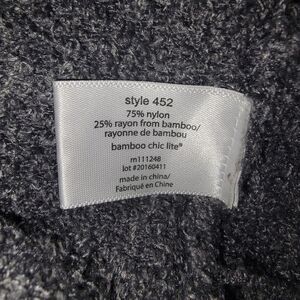 style 452
75% nylon
25% rayon from bamboo/
rayonne de bambou
bamboo chic lite®
rn111248
lot #20160411
made in china/
Fabriqué en Chine